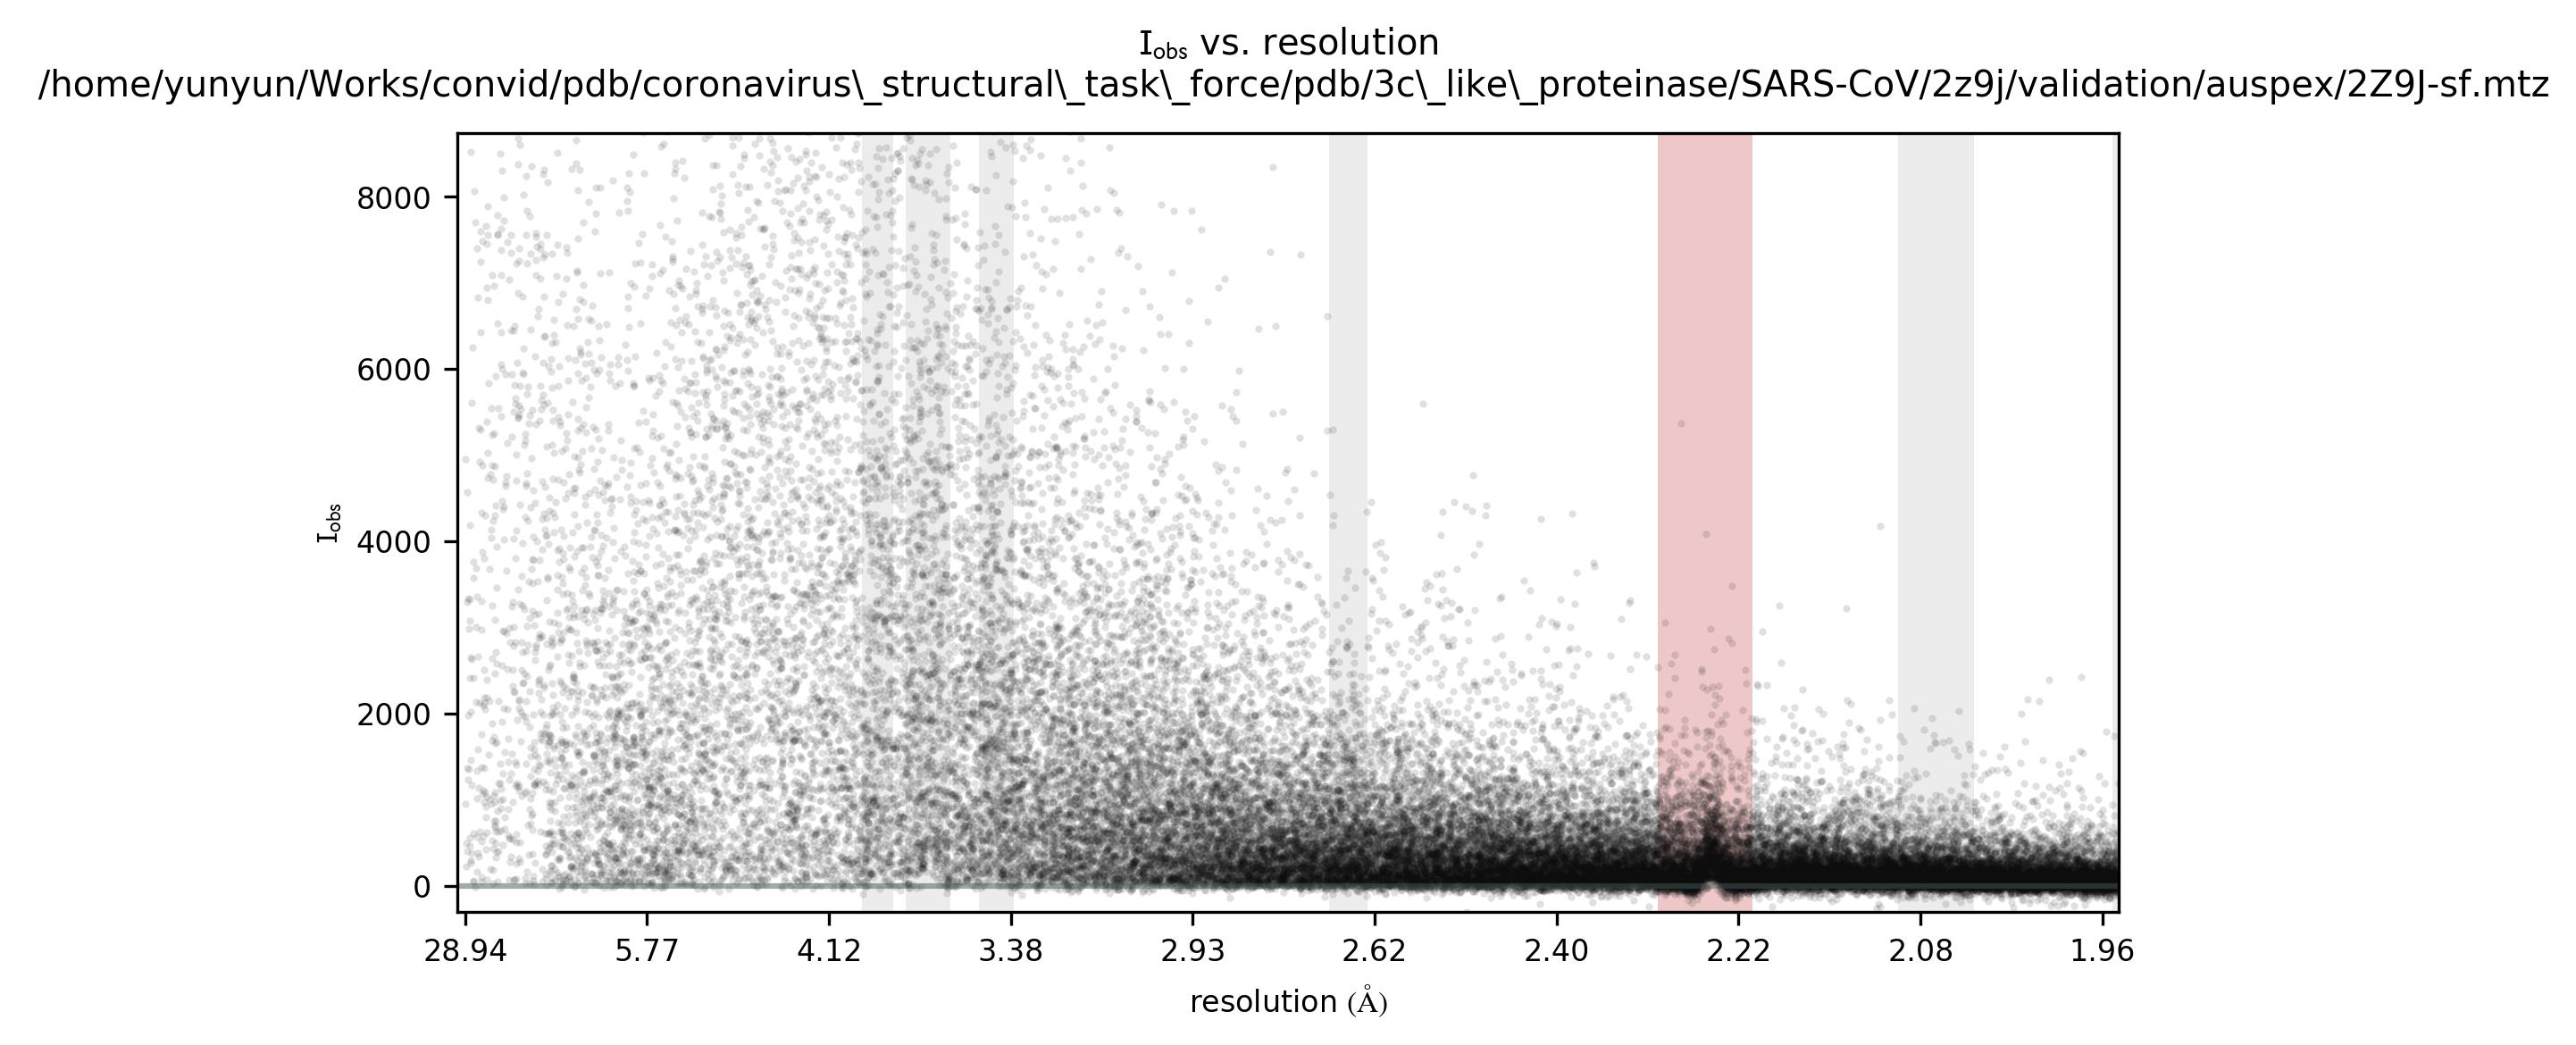 I_obs vs. resolution
/home/yunyun/Works/convid/pdb/coronavirus\_structural\_task\_force/pdb/3c\_like\_proteinase/SARS-CoV/2z9j/validation/auspex/2Z9J-sf.mtz
8000
6000
I_obs
4000
2000
0
28.94 5.77 4.12 3.38 2.93 2.62 2.40 2.22 2.08 1.96
resolution (Å)